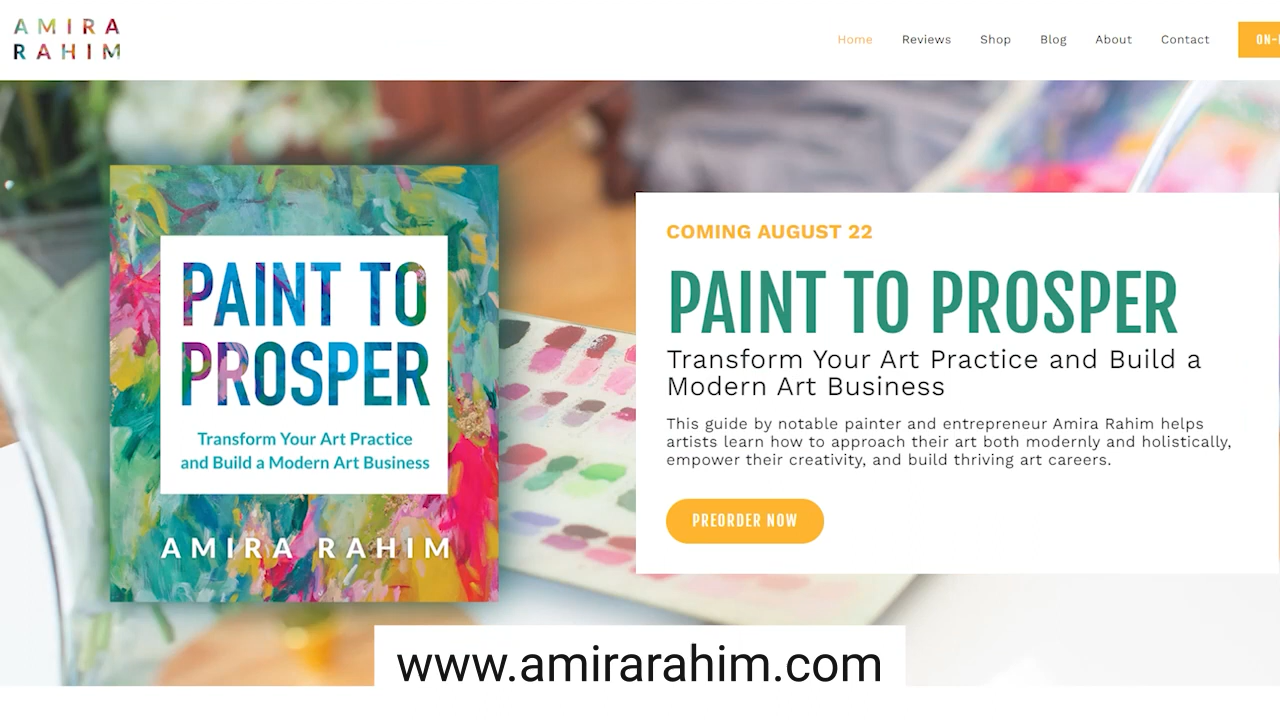 AMIRA
RAHIM
Home Reviews Shop Blog About Contact
PAINT TO
PROSPER
Transform Your Art Practice
and Build a Modern Art Business
AMIRA RAHIM
COMING AUGUST 22
PAINT TO PROSPER
Transform Your Art Practice and Build a
Modern Art Business
This guide by notable painter and entrepreneur Amira Rahim helps
artists learn how to approach their art both modernly and holistically,
empower their creativity, and build thriving art careers.
PREORDER NOW
www.amirarahim.com